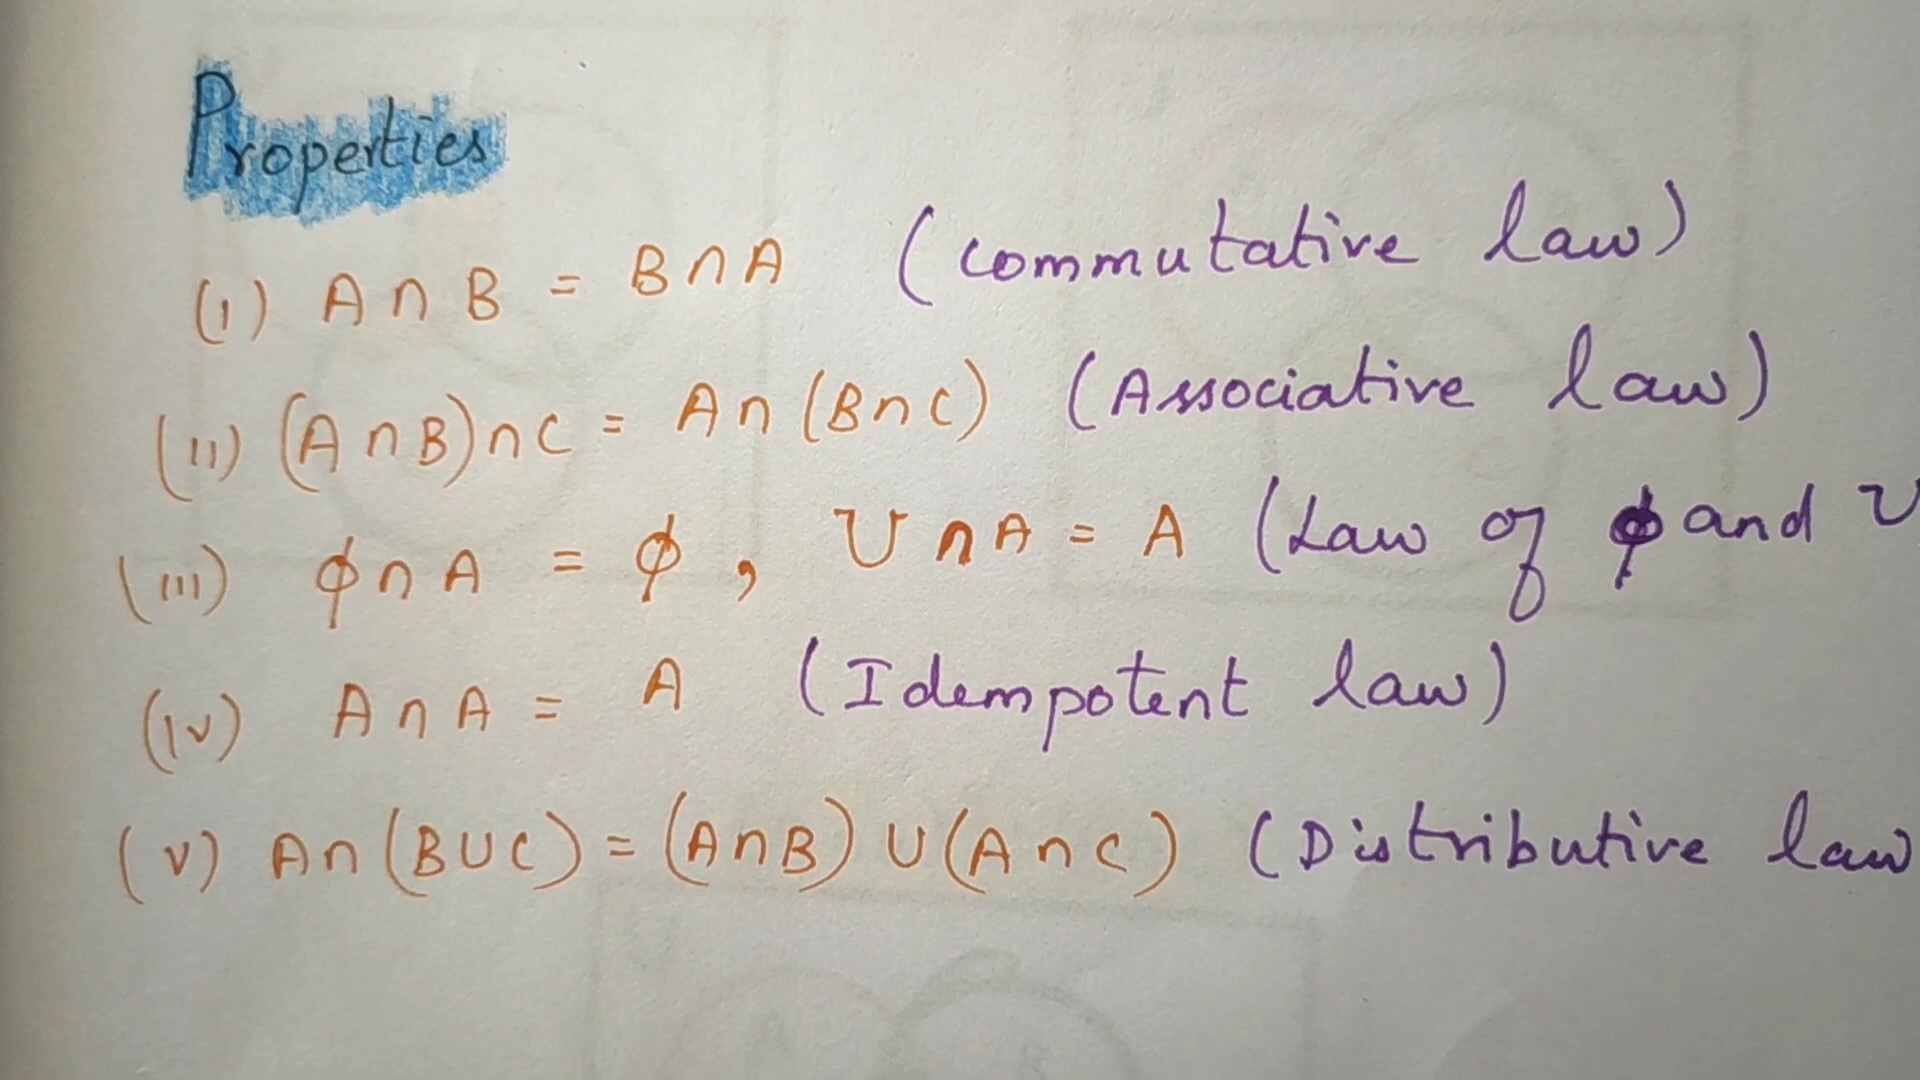 Properties
(i) A ∩ B = B ∩ A (commutative law)
(ii) (A ∩ B) ∩ C = A ∩ (B ∩ C) (Associative law)
(iii) ϕ ∩ A = ϕ , U ∩ A = A (Law of ϕ and U
(iv) A ∩ A = A (Idempotent law)
(v) A ∩ (B ∪ C) = (A ∩ B) ∪ (A ∩ C) (Distributive law